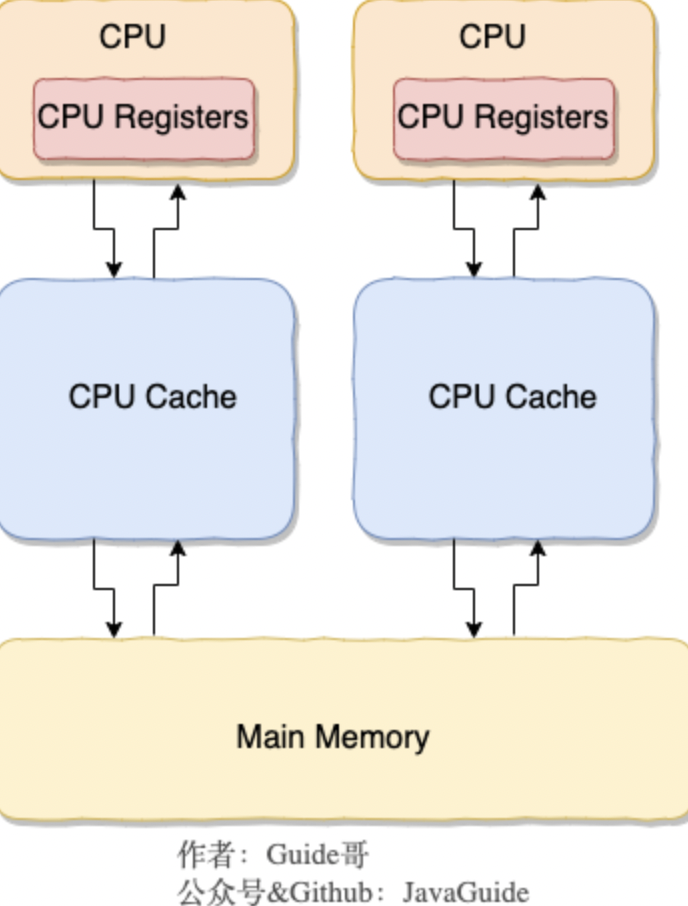 CPU
CPU
CPU Registers
CPU Registers
CPU Cache
CPU Cache
Main Memory
作者：Guide哥
公众号&Github：JavaGuide